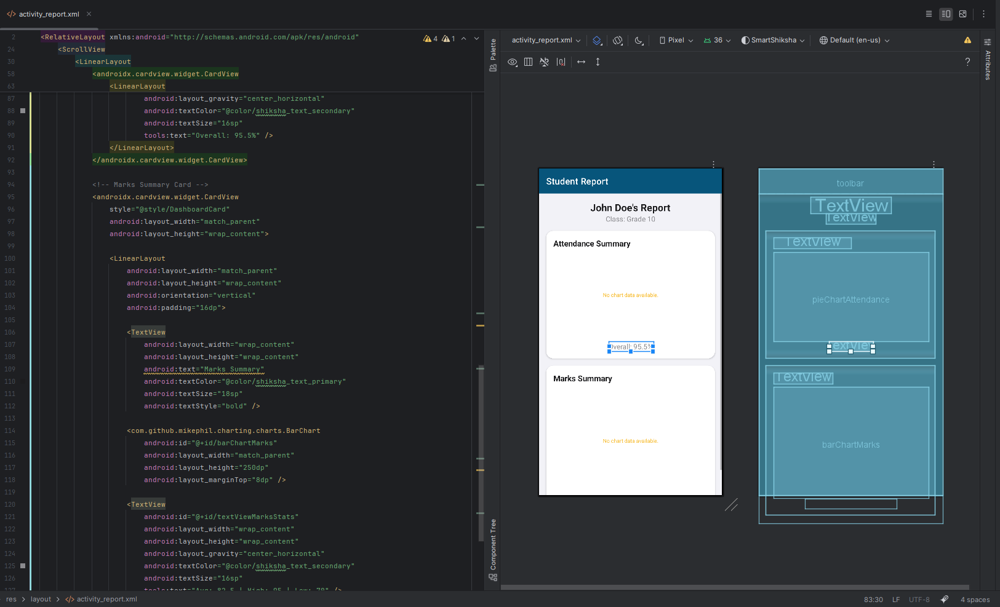 activity_report.xml
2 <RelativeLayout xmlns:android="http://schemas.android.com/apk/res/android"
4 1
24 <ScrollView
30 <LinearLayout
58 <androidx.cardview.widget.CardView
63 <LinearLayout
87 android:layout_gravity="center_horizontal"
88 android:textColor="@color/shiksha_text_secondary"
89 android:textSize="16sp"
90 tools:text="Overall: 95.5%" />
91 </LinearLayout>
92 </androidx.cardview.widget.CardView>
93
94 <!-- Marks Summary Card -->
95 <androidx.cardview.widget.CardView
96 style="@style/DashboardCard"
97 android:layout_width="match_parent"
98 android:layout_height="wrap_content">
99
100 <LinearLayout
101 android:layout_width="match_parent"
102 android:layout_height="wrap_content"
103 android:orientation="vertical"
104 android:padding="16dp">
105
106 <TextView
107 android:layout_width="wrap_content"
108 android:layout_height="wrap_content"
109 android:text="Marks Summary"
110 android:textColor="@color/shiksha_text_primary"
111 android:textSize="18sp"
112 android:textStyle="bold" />
113
114 <com.github.mikephil.charting.charts.BarChart
115 android:id="@+id/barChartMarks"
116 android:layout_width="match_parent"
117 android:layout_height="250dp"
118 android:layout_marginTop="8dp" />
119
120 <TextView
121 android:id="@+id/textViewMarksStats"
122 android:layout_width="wrap_content"
123 android:layout_height="wrap_content"
124 android:layout_gravity="center_horizontal"
125 android:textColor="@color/shiksha_text_secondary"
126 android:textSize="16sp"
127 tools:text="Avg: 82.5 | High: 95 | Low: 70" />
Palette
Component Tree
activity_report.xml Pixel 36 SmartShiksha Default (en-us)
?
Attributes
Student Report
John Doe's Report
Class: Grade 10
Attendance Summary
No chart data available.
Overall: 95.5%
Marks Summary
No chart data available.
toolbar
TextView
TextView
TextView
pieChartAttendance
TextView
TextView
barChartMarks
res > layout > activity_report.xml
83:30 LF UTF-8 4 spaces